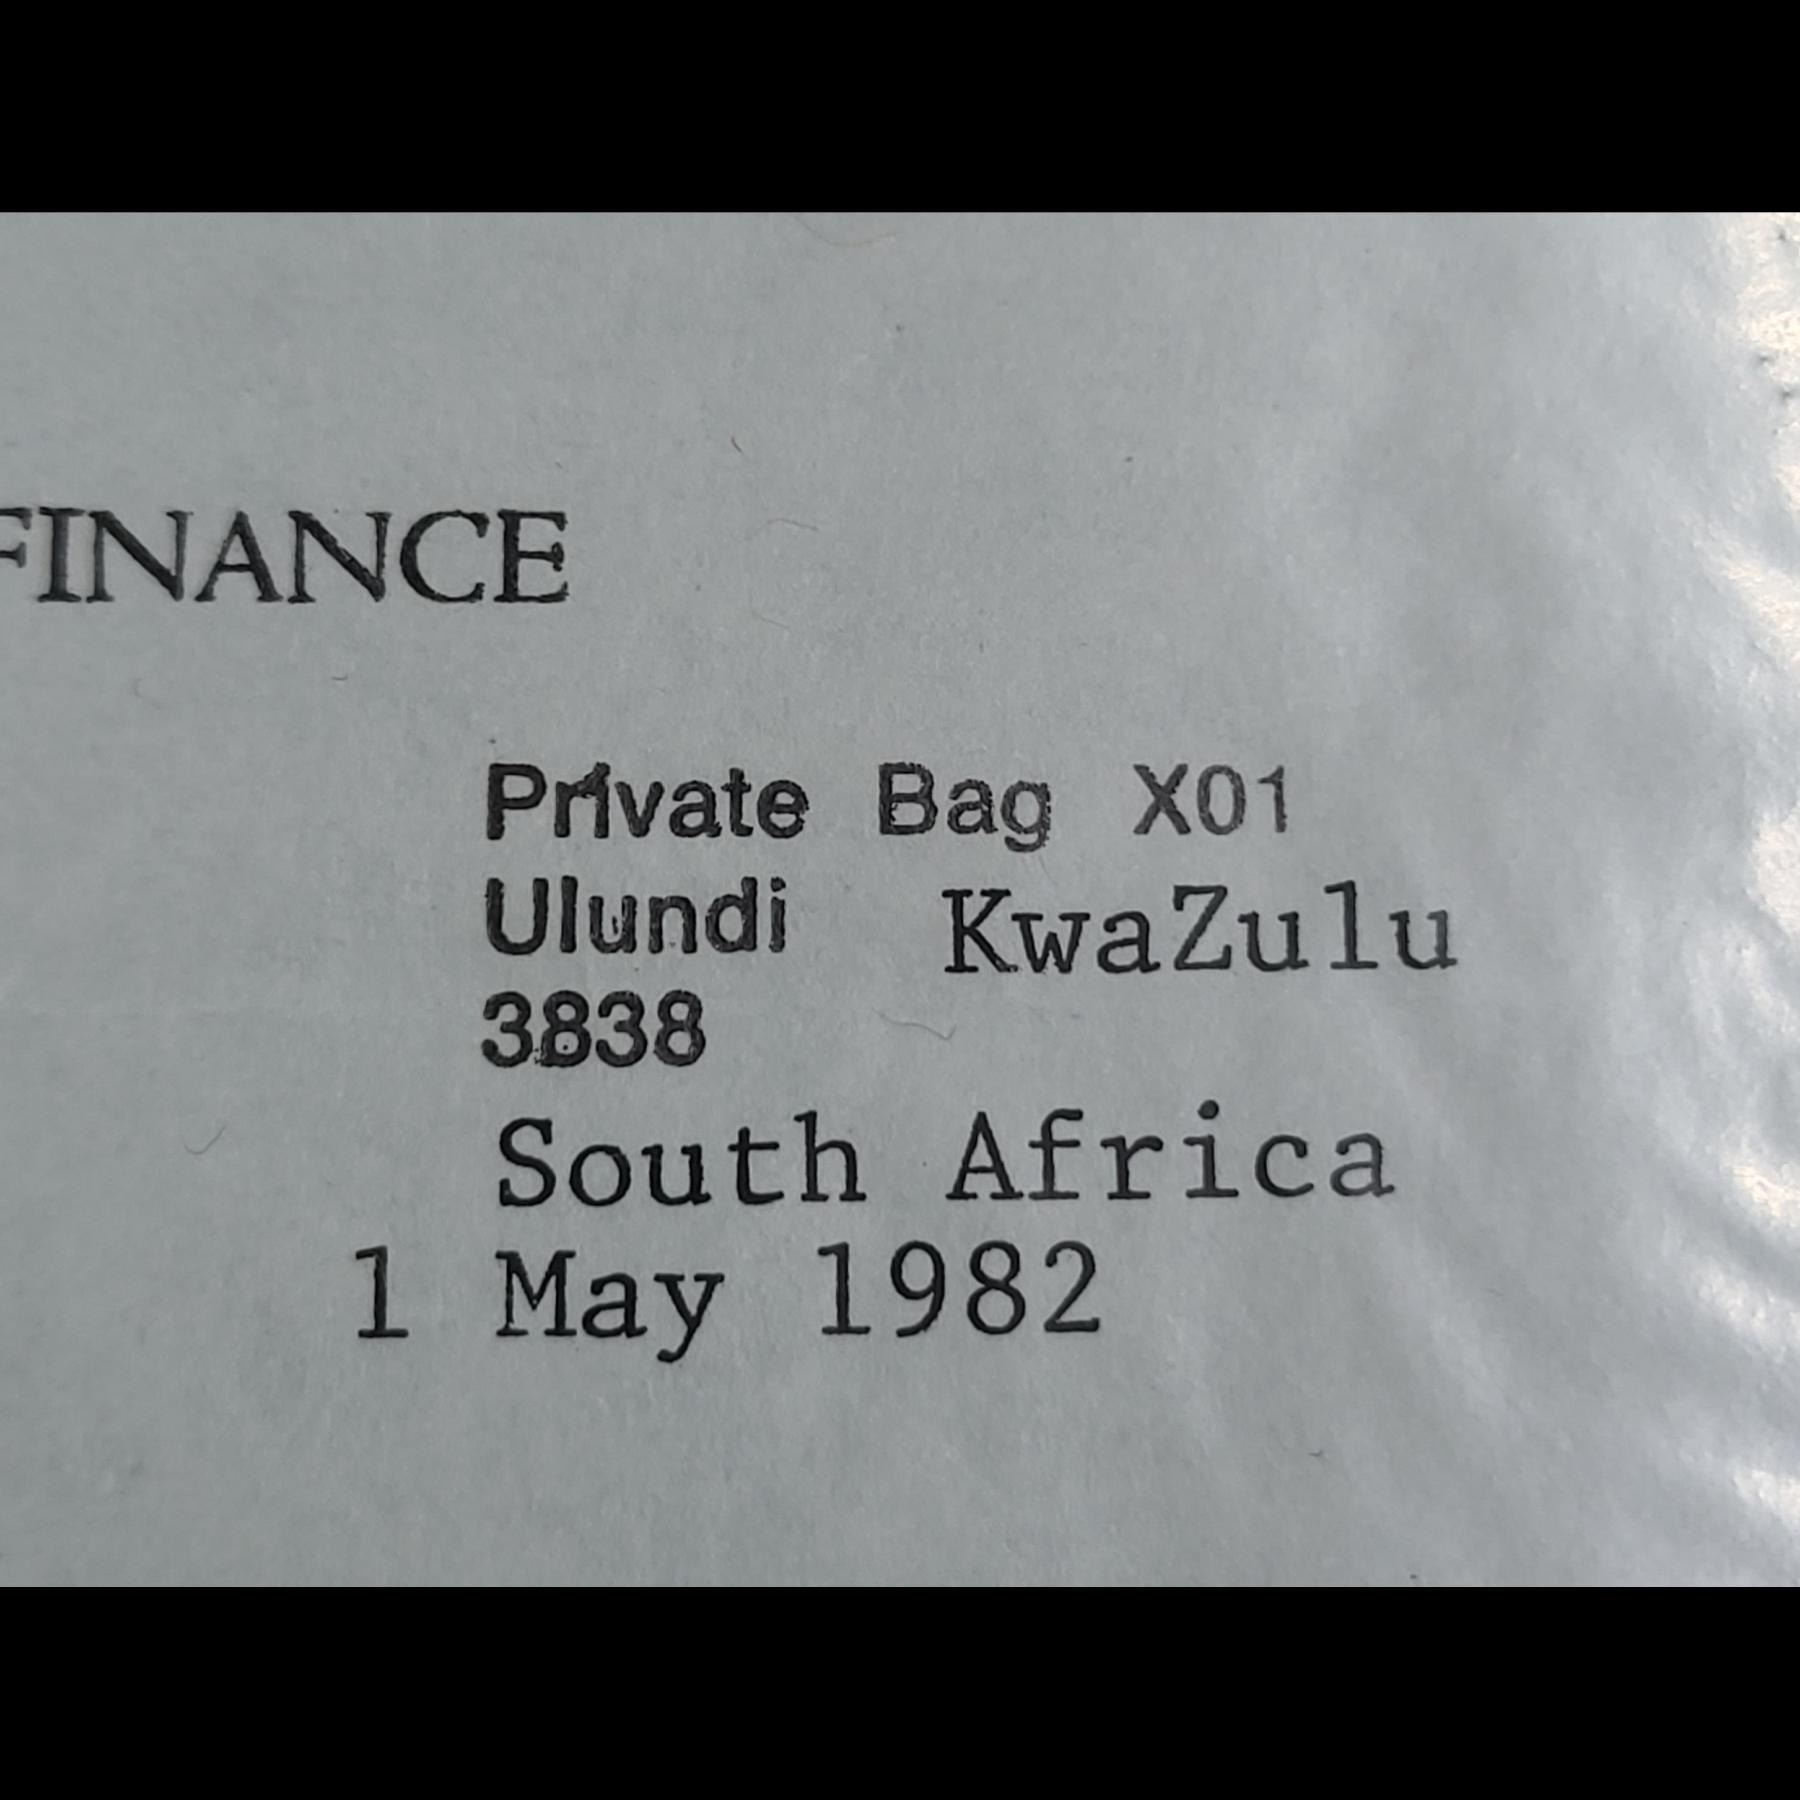 FINANCE
Private Bag X01
Ulundi KwaZulu
3838
South Africa
1 May 1982